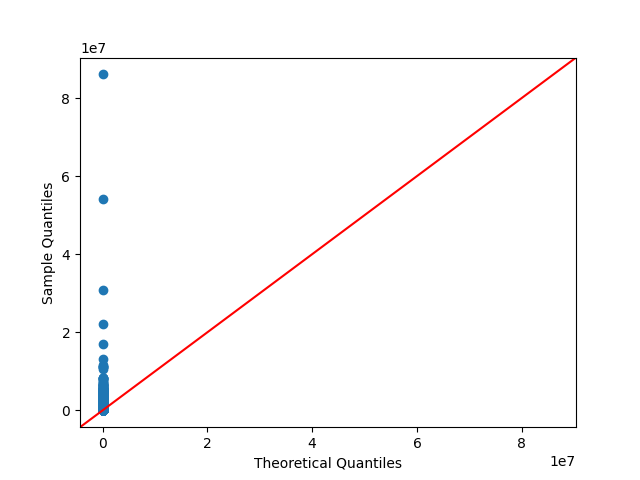 1e7
8
6
4
2
0
Sample Quantiles
0 2 4 6 8
Theoretical Quantiles
1e7